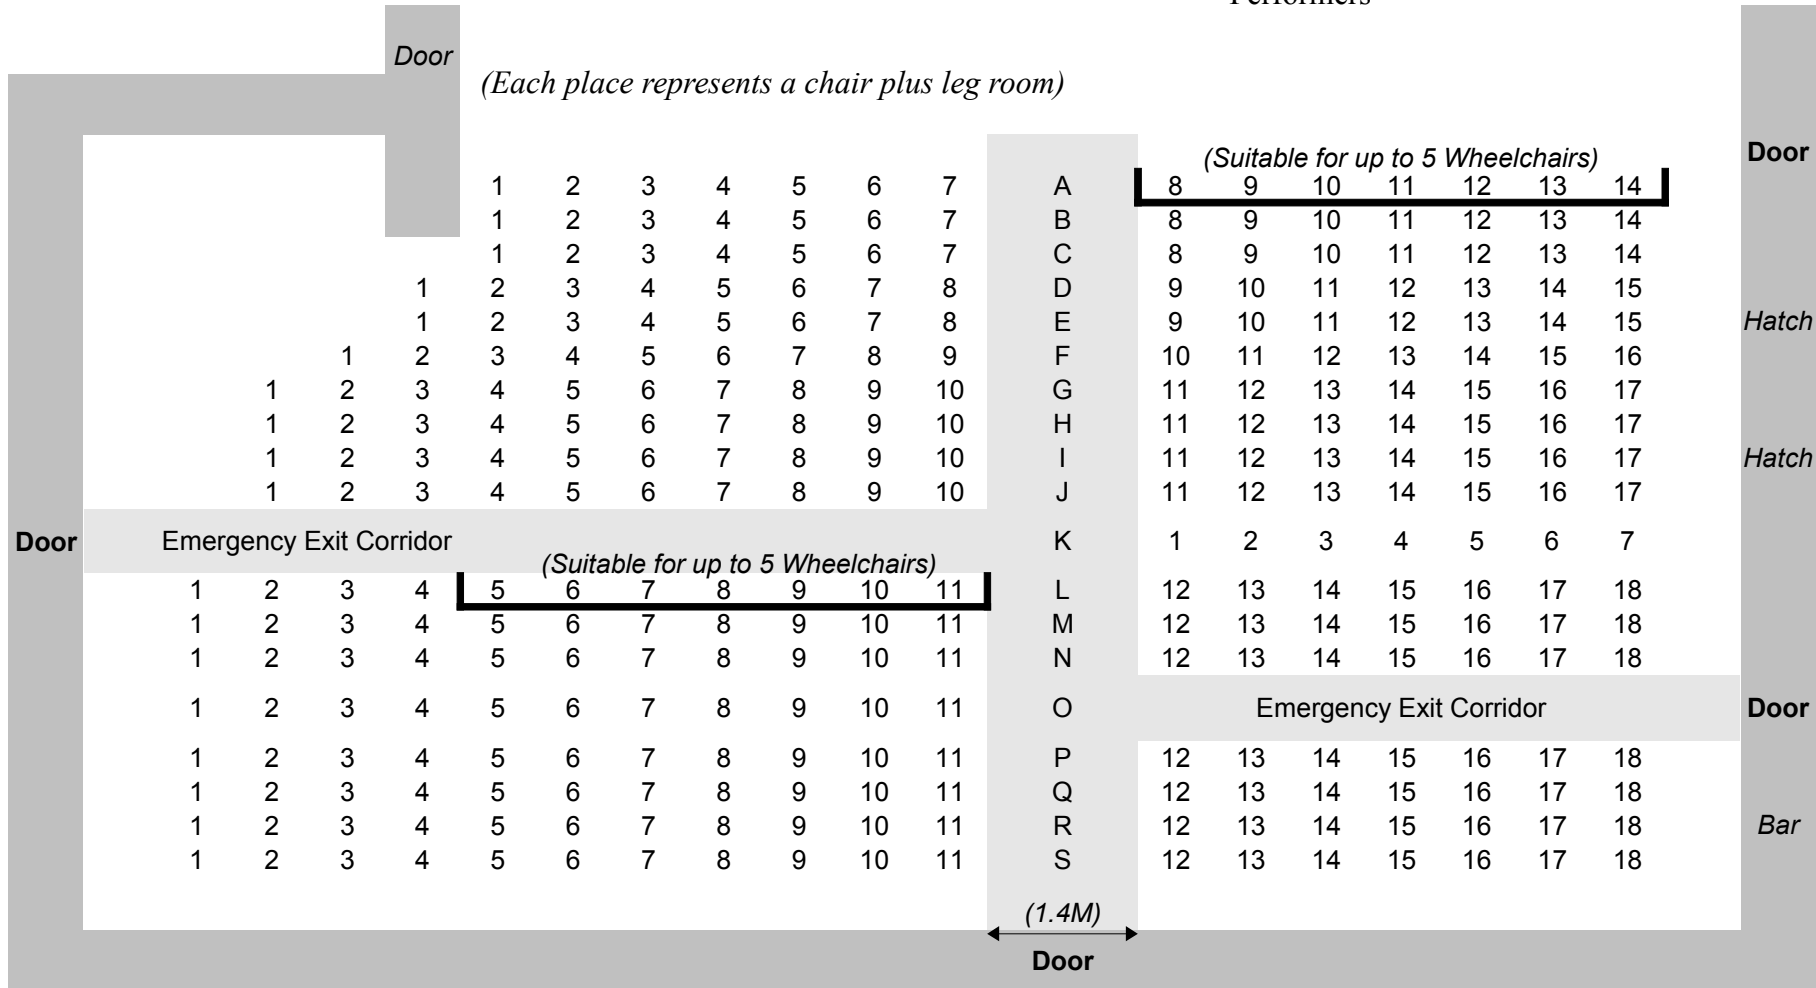 Performers
Door
(Each place represents a chair plus leg room)
(Suitable for up to 5 Wheelchairs) Door
1 2 3 4 5 6 7 A 8 9 10 11 12 13 14
1 2 3 4 5 6 7 B 8 9 10 11 12 13 14
1 2 3 4 5 6 7 C 8 9 10 11 12 13 14
1 2 3 4 5 6 7 8 D 9 10 11 12 13 14 15
1 2 3 4 5 6 7 8 E 9 10 11 12 13 14 15 Hatch
1 2 3 4 5 6 7 8 9 F 10 11 12 13 14 15 16
1 2 3 4 5 6 7 8 9 10 G 11 12 13 14 15 16 17
1 2 3 4 5 6 7 8 9 10 H 11 12 13 14 15 16 17
1 2 3 4 5 6 7 8 9 10 I 11 12 13 14 15 16 17 Hatch
1 2 3 4 5 6 7 8 9 10 J 11 12 13 14 15 16 17
Door Emergency Exit Corridor K 1 2 3 4 5 6 7
(Suitable for up to 5 Wheelchairs)
1 2 3 4 5 6 7 8 9 10 11 L 12 13 14 15 16 17 18
1 2 3 4 5 6 7 8 9 10 11 M 12 13 14 15 16 17 18
1 2 3 4 5 6 7 8 9 10 11 N 12 13 14 15 16 17 18
1 2 3 4 5 6 7 8 9 10 11 O Emergency Exit Corridor Door
1 2 3 4 5 6 7 8 9 10 11 P 12 13 14 15 16 17 18
1 2 3 4 5 6 7 8 9 10 11 Q 12 13 14 15 16 17 18
1 2 3 4 5 6 7 8 9 10 11 R 12 13 14 15 16 17 18 Bar
1 2 3 4 5 6 7 8 9 10 11 S 12 13 14 15 16 17 18
(1.4M)
Door